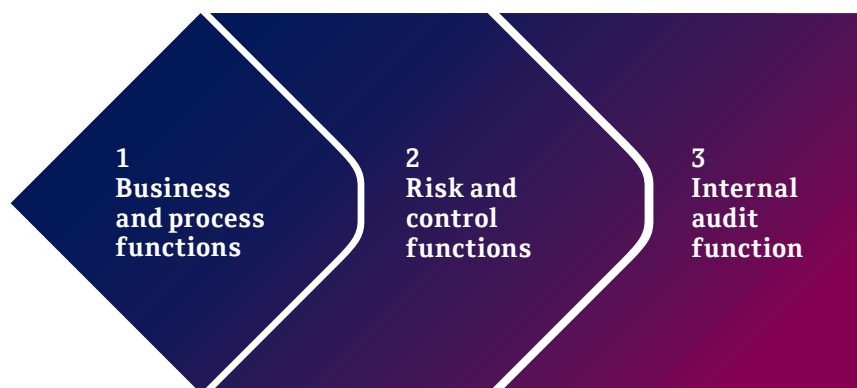 1
Business
and process
functions
2
Risk and
control
functions
3
Internal
audit
function